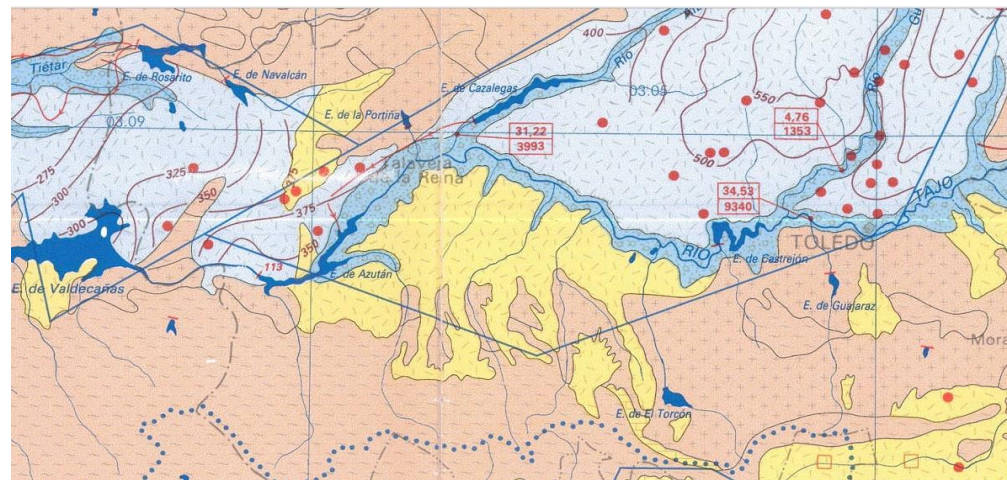 400
Río
Tiétar
E. de Rosarito
E. de Navalcán
E. de Cazalegas
03.05
550
Río
E. de la Portiña
03.09
31,22
3993
4,76
1353
Talavera
de la Reina
500
275
325
300
350
375
34,53
9340
TAJO
300
350
RIO
TOLEDO
113
E. de Azután
E. de Castrejón
E. de Valdecañas
E. de Guajaraz
Mora
E. de El Torcón